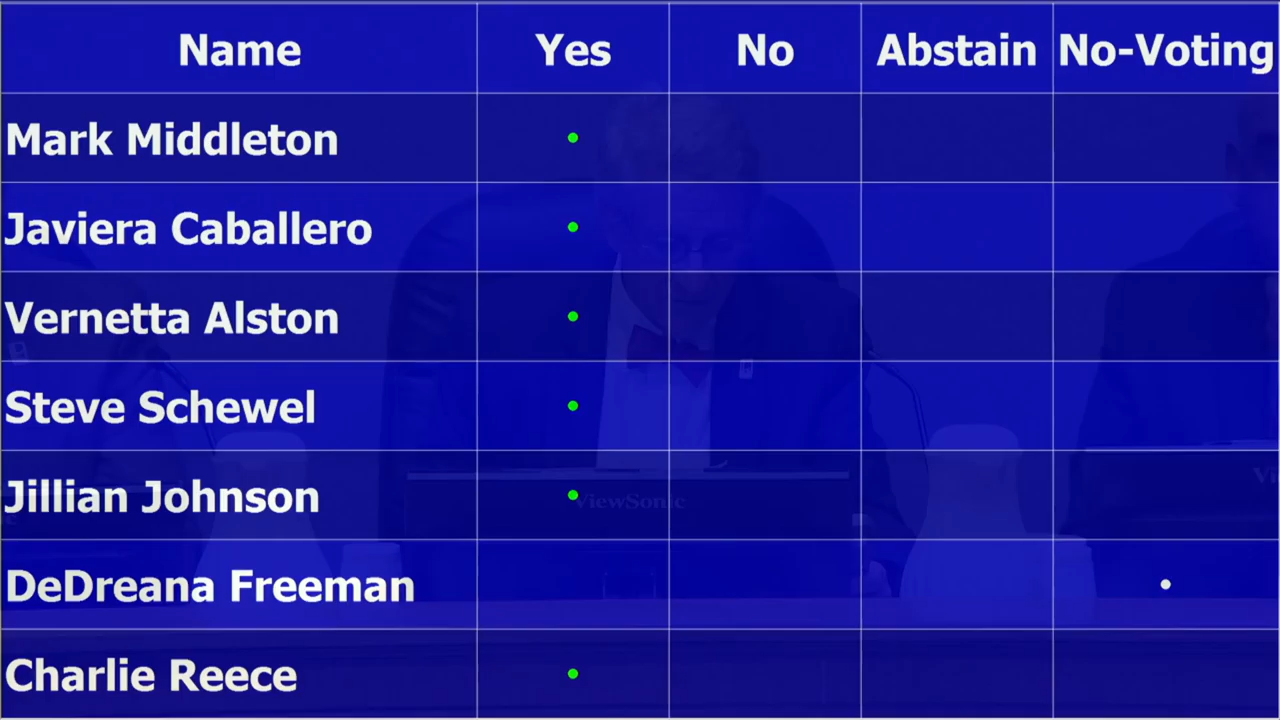 Name Yes No Abstain No-Voting
Mark Middleton
Javiera Caballero
Vernetta Alston
Steve Schewel
Jillian Johnson
ViewSonic
DeDreana Freeman
Charlie Reece